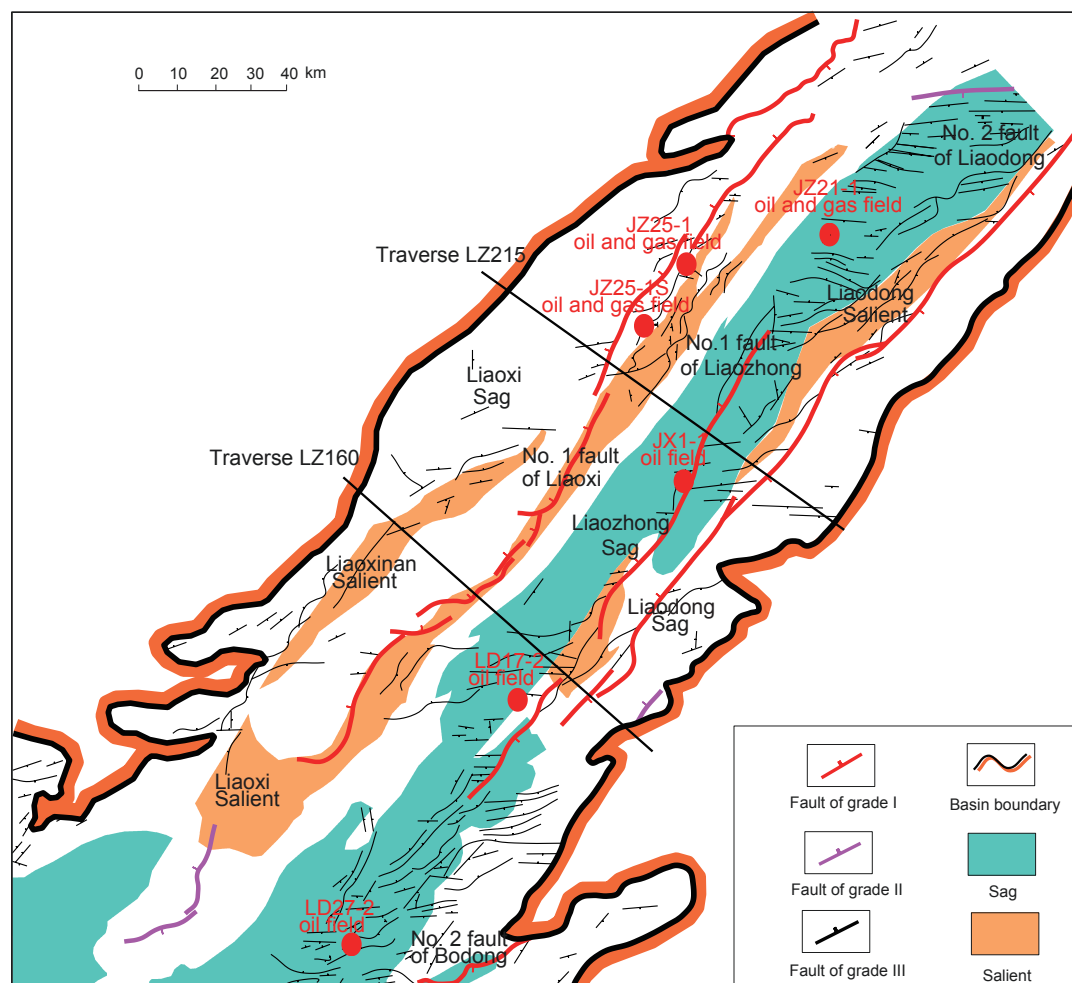 0 10 20 30 40 km
No. 2 fault
of Liaodong
JZ21-1
oil and gas field
JZ25-1
oil and gas field
Traverse LZ215
JZ25-1S
oil and gas field
Liaodong
Salient
No.1 fault
of Liaozhong
Liaoxi
Sag
JX1-1
oil field
Traverse LZ160
No. 1 fault
of Liaoxi
Liaozhong
Sag
Liaoxinan
Salient
Liaodong
Sag
LD17-2
oil field
Liaoxi
Salient
LD27-2
oil field
No. 2 fault
of Bodong
Fault of grade I
Basin boundary
Fault of grade II
Sag
Fault of grade III
Salient